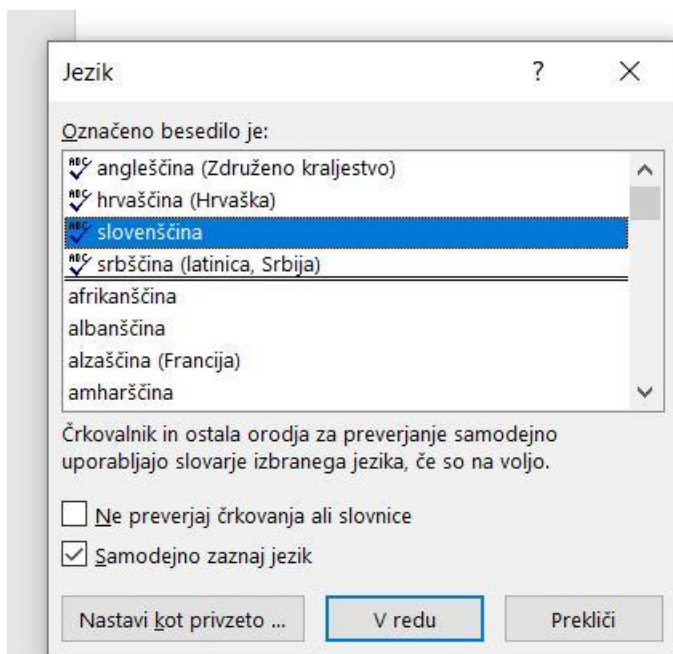 Jezik
Označeno besedilo je:
angleščina (Združeno kraljestvo)
hrvaščina (Hrvaška)
slovenščina
srbščina (latinica, Srbija)
afrikanščina
albanščina
alzaščina (Francija)
amharščina
Črkovalnik in ostala orodja za preverjanje samodejno
uporabljajo slovarje izbranega jezika, če so na voljo.
Ne preverjaj črkovanja ali slovnice
Samodejno zaznaj jezik
Nastavi kot privzeto ... V redu Prekliči